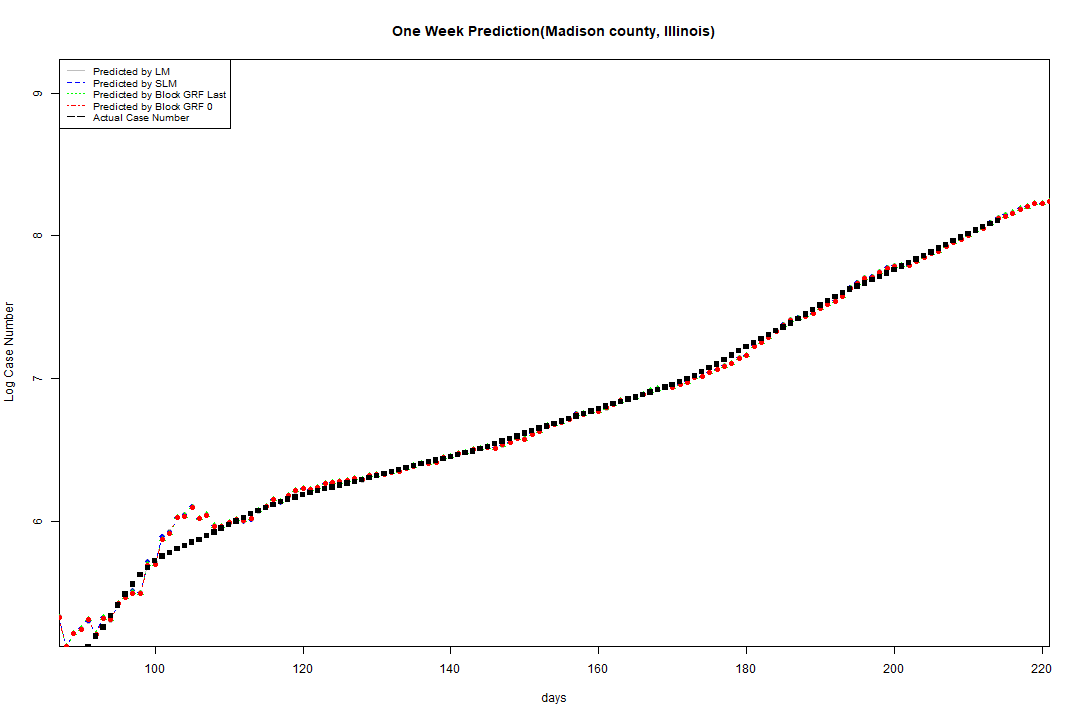 One Week Prediction(Madison county, Illinois)
Predicted by LM
Predicted by SLM
Predicted by Block GRF Last
Predicted by Block GRF 0
Actual Case Number
9
8
7
6
Log Case Number
100 120 140 160 180 200 220
days